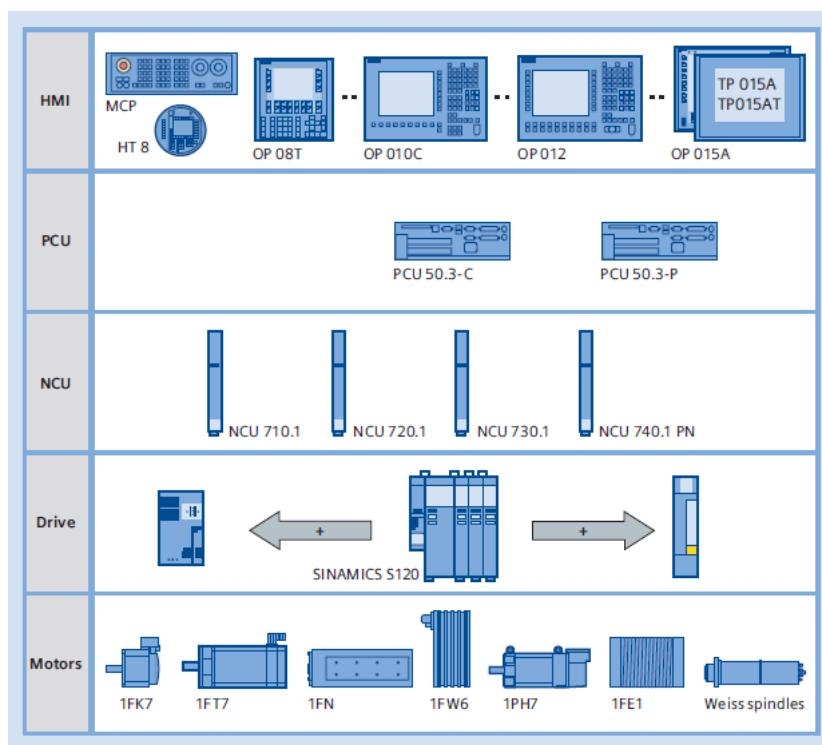 HMI
MCP
HT 8
OP 08T
OP 010C
OP 012
TP 015A
TP015AT
OP 015A
PCU
PCU 50.3-C
PCU 50.3-P
NCU
NCU 710.1
NCU 720.1
NCU 730.1
NCU 740.1 PN
Drive
+
+
SINAMICS S120
Motors
1FK7
1FT7
1FN
1FW6
1PH7
1FE1
Weiss spindles